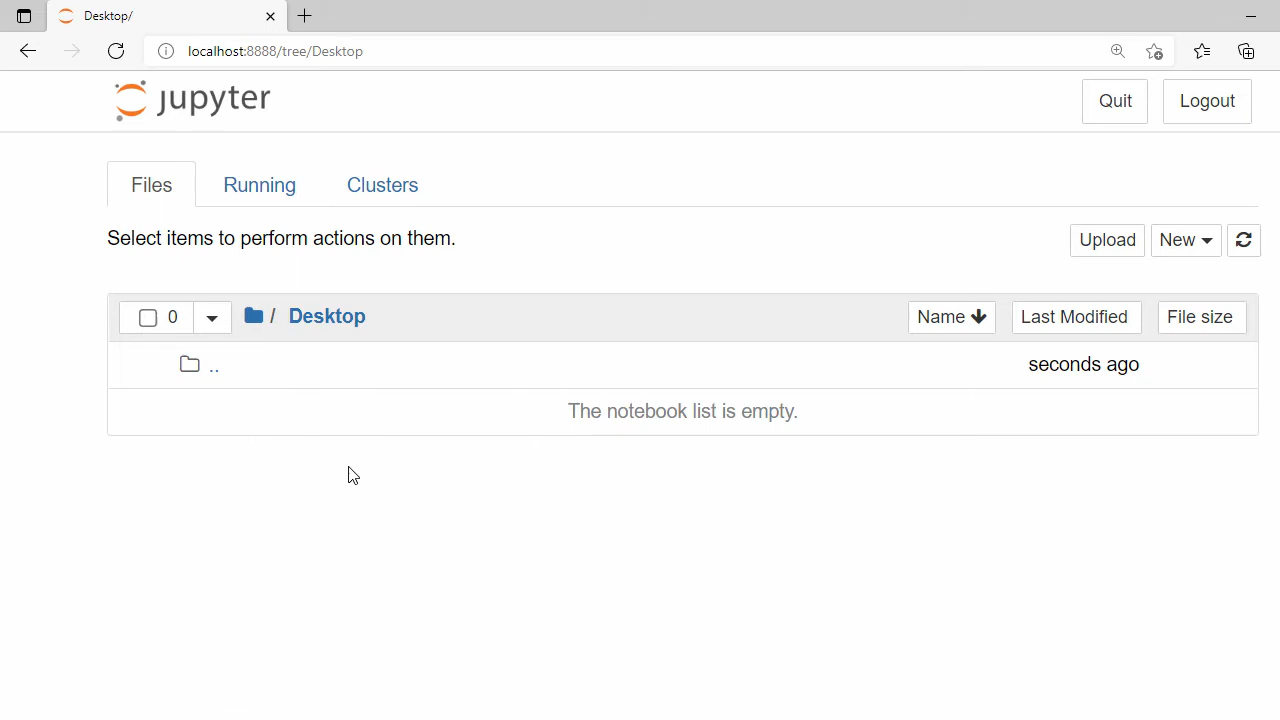 Desktop/
localhost:8888/tree/Desktop
jupyter
Quit
Logout
Files
Running
Clusters
Select items to perform actions on them.
Upload
New
0
/ Desktop
Name
Last Modified
File size
..
seconds ago
The notebook list is empty.